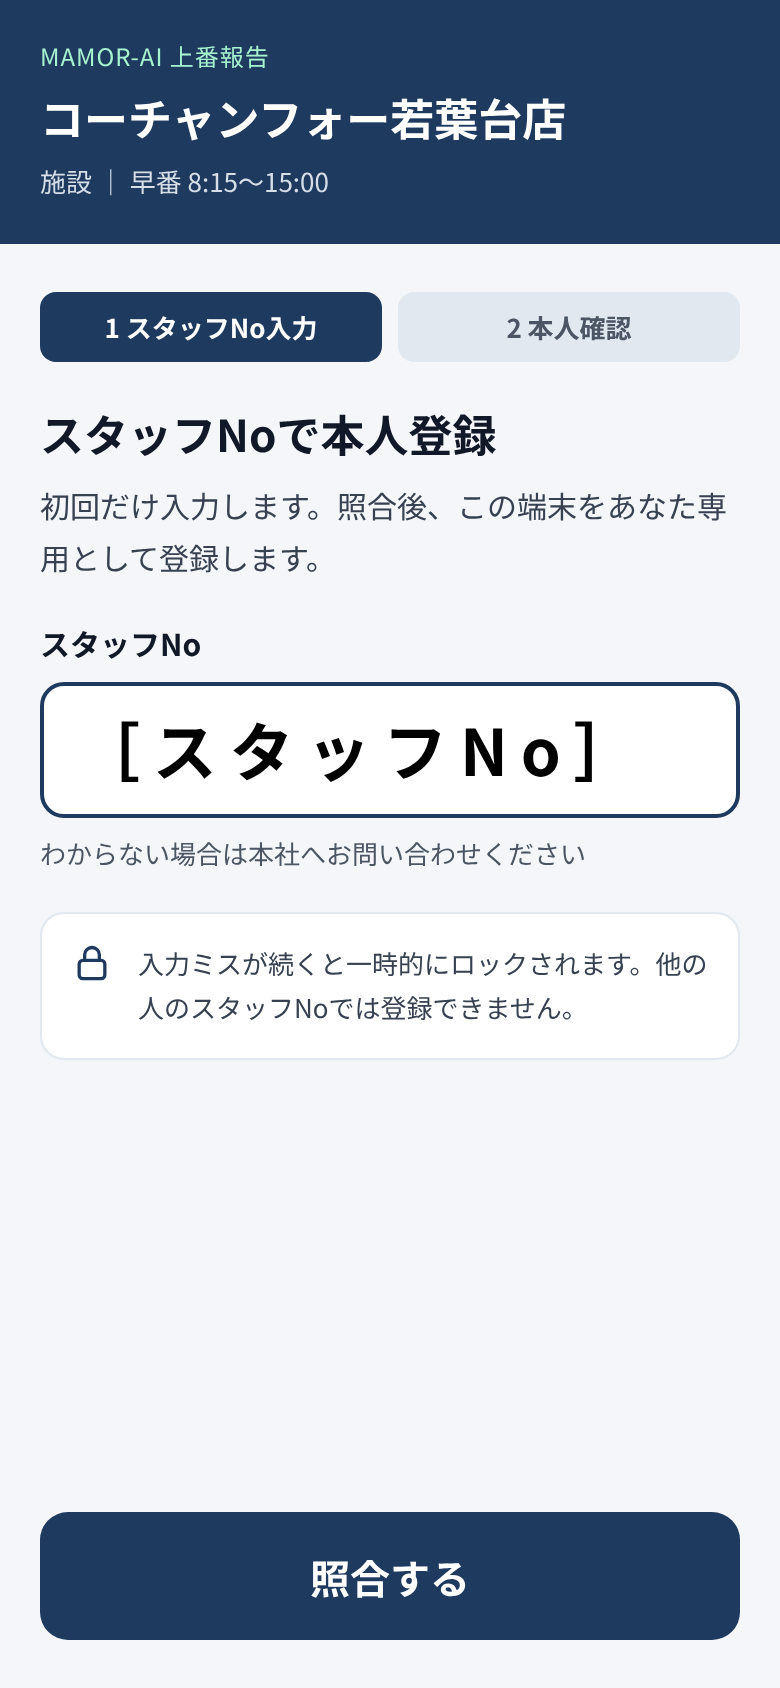 MAMOR-AI 上番報告
コーチャンフォー若葉台店
施設 ｜ 早番 8:15〜15:00
1 スタッフNo入力
2 本人確認
スタッフNoで本人登録
初回だけ入力します。照合後、この端末をあなた専
用として登録します。
スタッフNo
[スタッフNo]
わからない場合は本社へお問い合わせください
入力ミスが続くと一時的にロックされます。他の
人のスタッフNoでは登録できません。
照合する